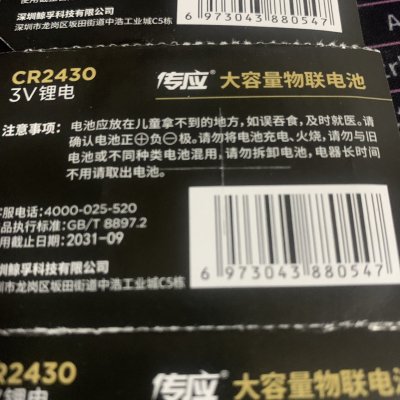 深圳鲸孚科技有限公司
深圳市龙岗区坂田街道中浩工业城C5栋
6 973043 880547
CR2430
3V锂电
传应 大容量物联电池
注意事项：电池应放在儿童拿不到的地方，如误吞食，及时就医。请
确认电池正⊕负⊖极。请勿将电池充电、火烧，请勿与旧
电池或不同种类电池混用，请勿拆卸电池，电器长时间
不用请取出电池。
客服电话：4000-025-520
品执行标准：GB/T 8897.2
用截止日期：2031-09
圳鲸孚科技有限公司
圳市龙岗区坂田街道中浩工业城C5栋
6 973043 880547
R2430
传应 大容量物联电池
V锂电